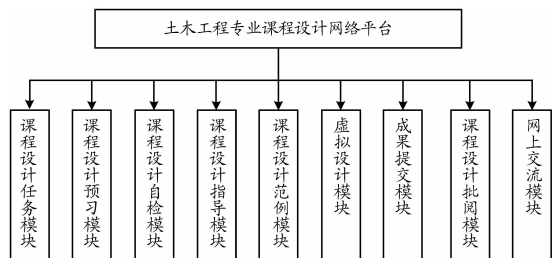 土木工程专业课程设计网络平台
课程设计任务模块
课程设计预习模块
课程设计自检模块
课程设计指导模块
课程设计范例模块
虚拟设计模块
成果提交模块
课程设计批阅模块
网上交流模块